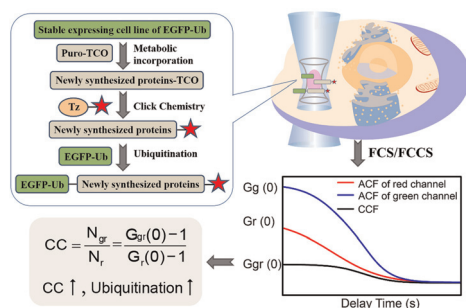 Stable expressing cell line of EGFP-Ub
Puro-TCO
Metabolic
incorporation
Newly synthesized proteins-TCO
Tz
Click Chemistry
Newly synthesized proteins
EGFP-Ub
Ubiquitination
EGFP-Ub
Newly synthesized proteins
FCS/FCCS
Gg (0)
Gr (0)
Ggr (0)
ACF of red channel
ACF of green channel
CCF
Delay Time (s)
CC = Ngr / Nr = Ggr(0)−1 / Gr(0)−1
CC ↑ , Ubiquitination ↑